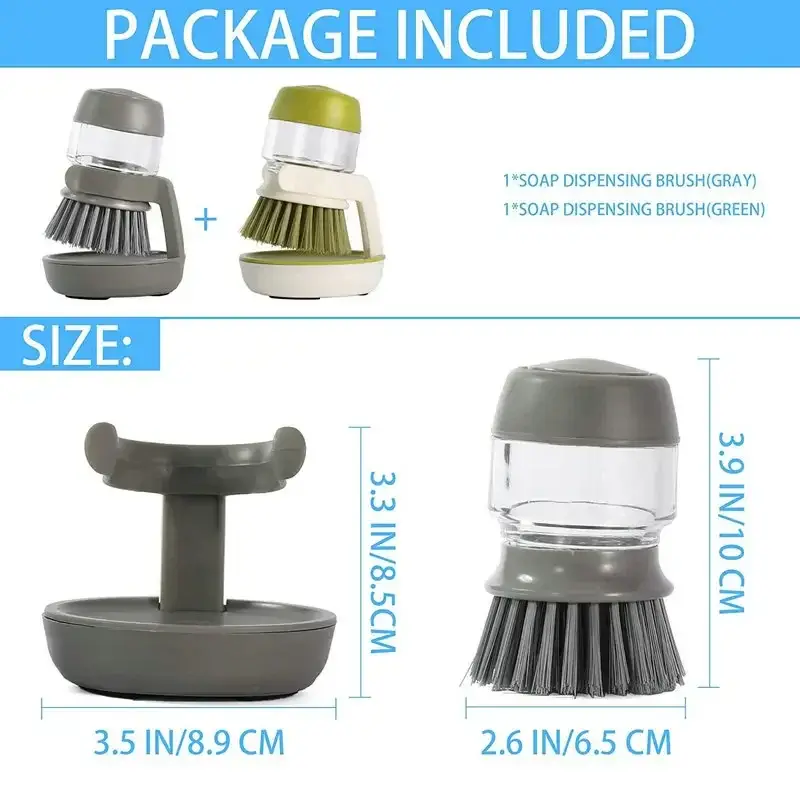 PACKAGE INCLUDED
1*SOAP DISPENSING BRUSH(GRAY)
+
1*SOAP DISPENSING BRUSH(GREEN)
SIZE:
3.3 IN/8.5CM
3.9 IN/10 CM
3.5 IN/8.9 CM
2.6 IN/6.5 CM